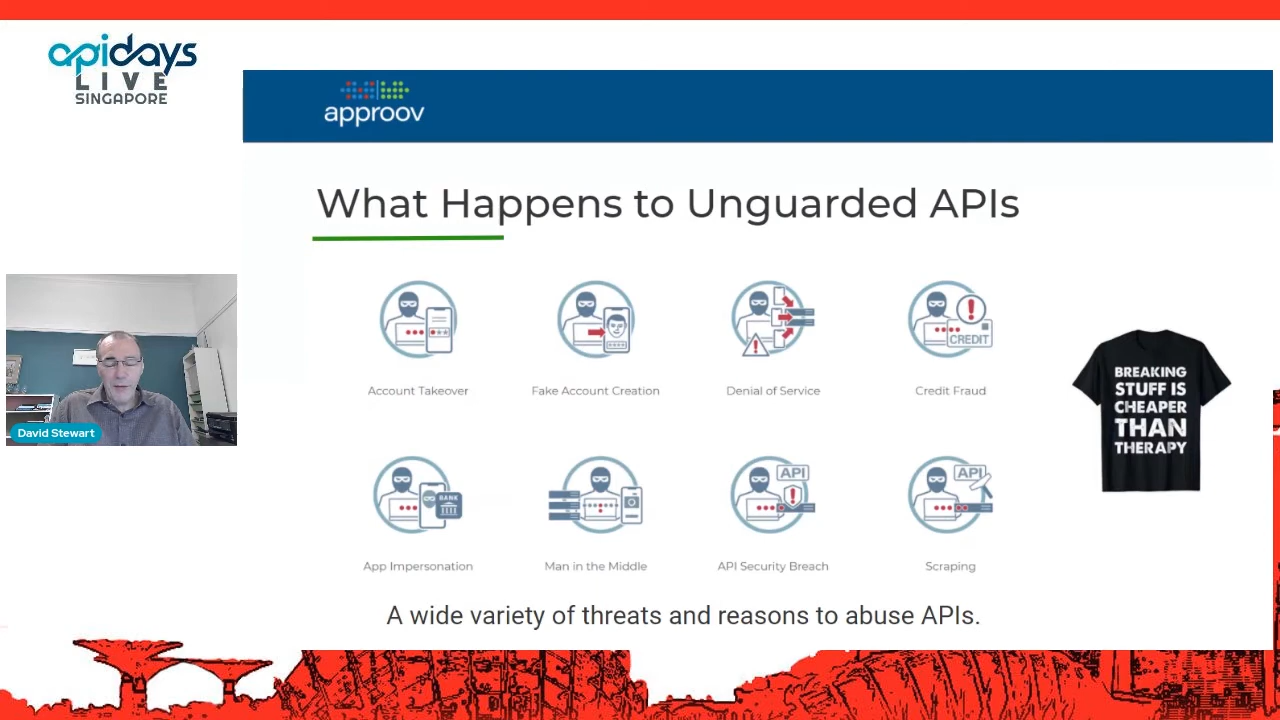 apidays
LIVE
SINGAPORE
approov
What Happens to Unguarded APIs
CREDIT
Account Takeover
Fake Account Creation
Denial of Service
Credit Fraud
BREAKING
STUFF IS
CHEAPER
THAN
THERAPY
David Stewart
BANK
API
API
App Impersonation
Man in the Middle
API Security Breach
Scraping
A wide variety of threats and reasons to abuse APIs.